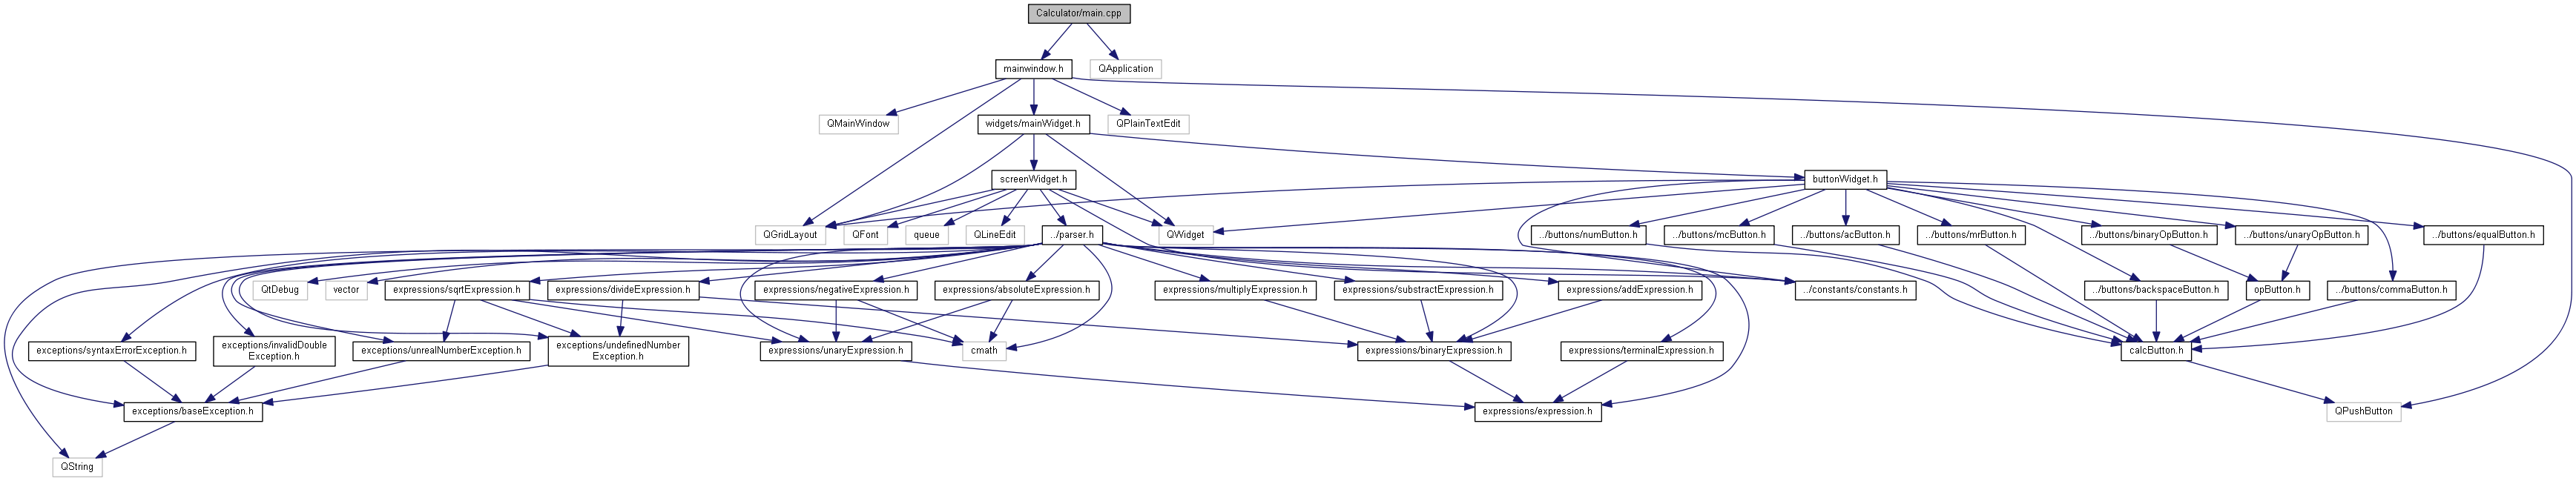 Calculator/main.cpp
mainwindow.h
QApplication
QMainWindow
widgets/mainWidget.h
QPlainTextEdit
screenWidget.h
buttonWidget.h
QGridLayout
QFont
queue
QLineEdit
../parser.h
QWidget
../buttons/numButton.h
../buttons/mcButton.h
../buttons/acButton.h
../buttons/mrButton.h
../buttons/binaryOpButton.h
../buttons/unaryOpButton.h
../buttons/equalButton.h
QtDebug
vector
expressions/sqrtExpression.h
expressions/divideExpression.h
expressions/negativeExpression.h
expressions/absoluteExpression.h
expressions/multiplyExpression.h
expressions/substractExpression.h
expressions/addExpression.h
../constants/constants.h
../buttons/backspaceButton.h
opButton.h
../buttons/commaButton.h
exceptions/syntaxErrorException.h
exceptions/invalidDouble
Exception.h
exceptions/unrealNumberException.h
exceptions/undefinedNumber
Exception.h
expressions/unaryExpression.h
cmath
expressions/binaryExpression.h
expressions/terminalExpression.h
calcButton.h
exceptions/baseException.h
expressions/expression.h
QPushButton
QString